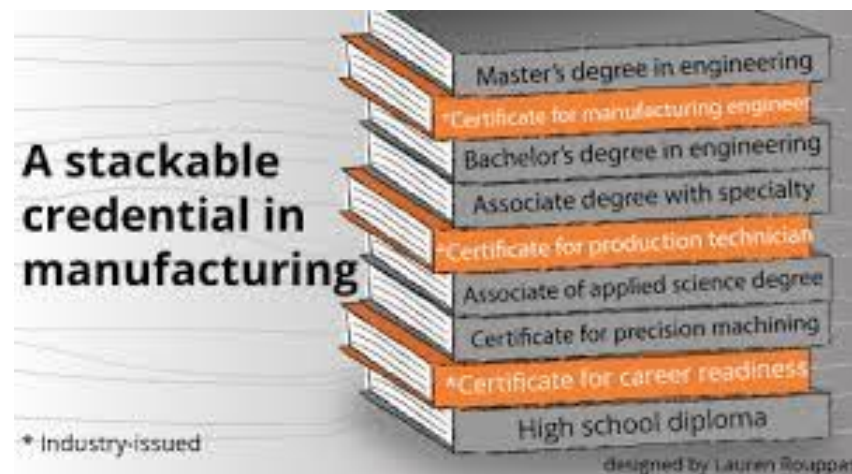 A stackable
credential in
manufacturing
* Industry-issued
Master's degree in engineering
*Certificate for manufacturing engineer
Bachelor's degree in engineering
Associate degree with specialty
*Certificate for production technician
Associate of applied science degree
Certificate for precision machining
*Certificate for career readiness
High school diploma
designed by Lauren Rouppas